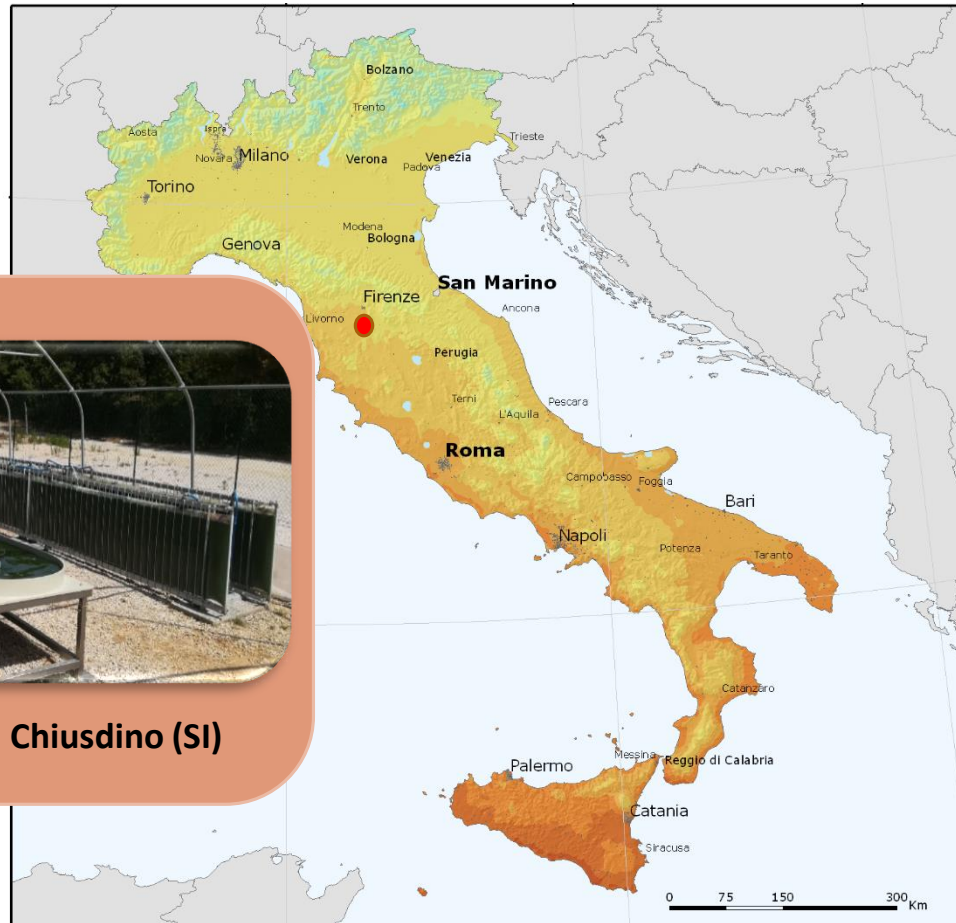 Bolzano
Trento
Aosta
Ispra
Trieste
Novara
Milano
Verona
Venezia
Padova
Torino
Modena
Genova
Bologna
San Marino
Firenze
Livorno
Ancona
Perugia
Terni
Pescara
L'Aquila
Roma
Campobasso
Foggia
Bari
Napoli
Potenza
Taranto
Catanzaro
Chiusdino (SI)
Messina
Reggio di Calabria
Palermo
Catania
Siracusa
0 75 150 300 Km